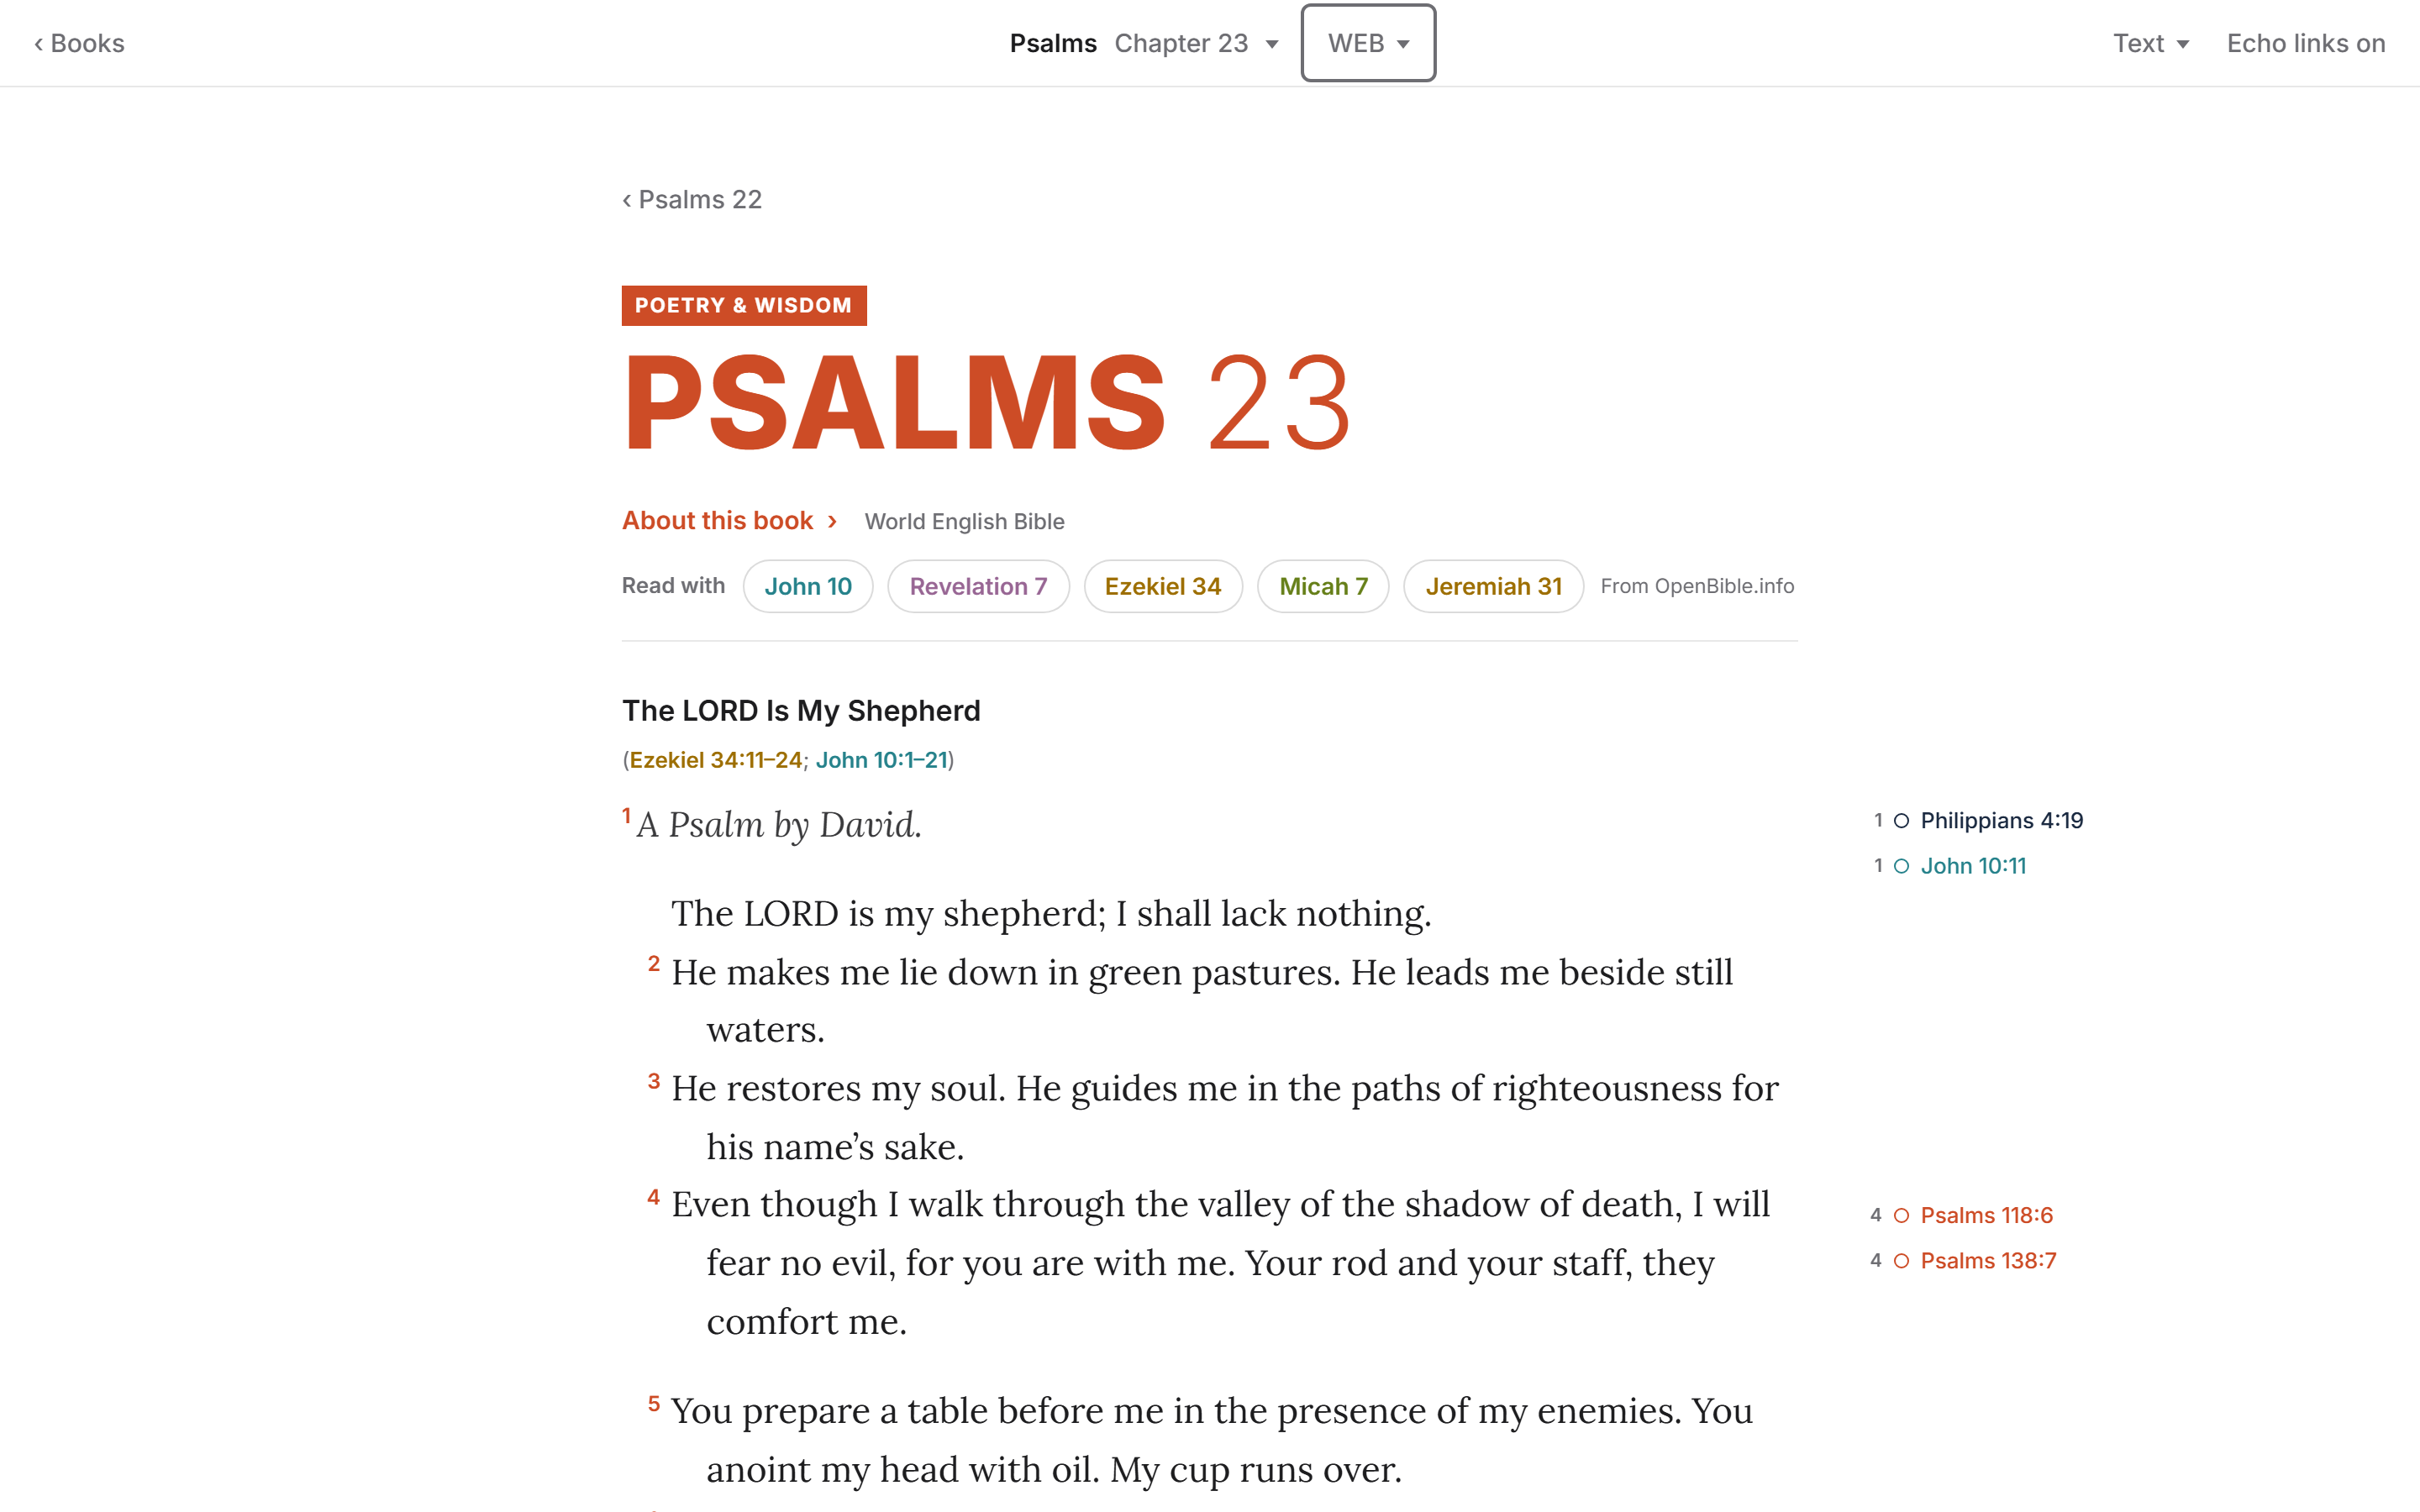 ‹ Books
Psalms Chapter 23 ▾ WEB ▾
Text ▾ Echo links on
‹ Psalms 22
POETRY & WISDOM
PSALMS 23
About this book › World English Bible
Read with John 10 Revelation 7 Ezekiel 34 Micah 7 Jeremiah 31 From OpenBible.info
The LORD Is My Shepherd
(Ezekiel 34:11–24; John 10:1–21)
1 A Psalm by David.
1 Philippians 4:19
1 John 10:11
The LORD is my shepherd; I shall lack nothing.
2 He makes me lie down in green pastures. He leads me beside still
waters.
3 He restores my soul. He guides me in the paths of righteousness for
his name’s sake.
4 Even though I walk through the valley of the shadow of death, I will
fear no evil, for you are with me. Your rod and your staff, they
comfort me.
4 Psalms 118:6
4 Psalms 138:7
5 You prepare a table before me in the presence of my enemies. You
anoint my head with oil. My cup runs over.